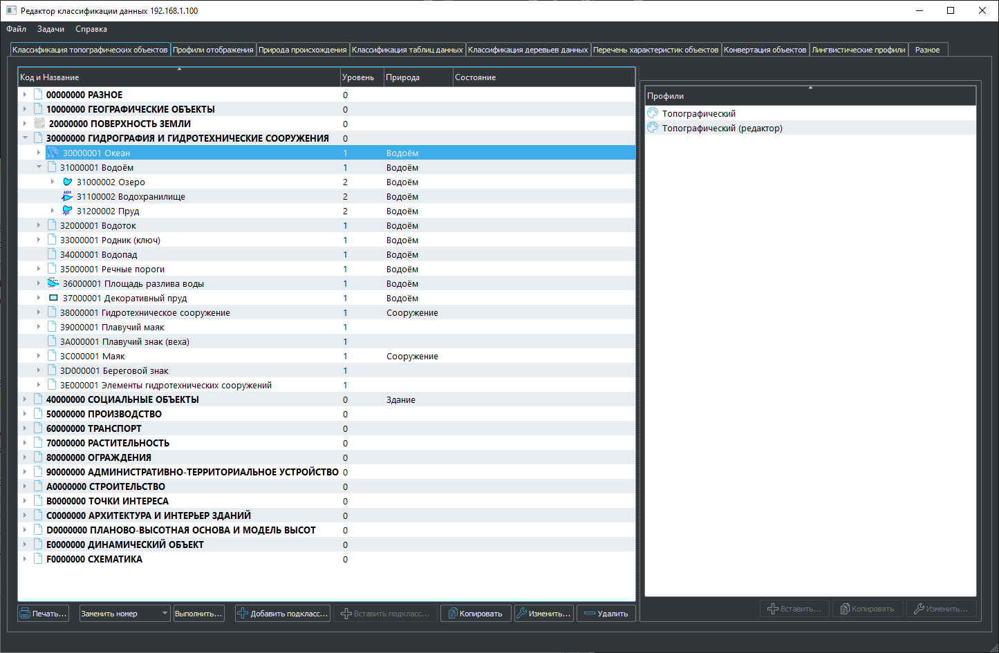 Редактор классификации данных 192.168.1.100
Файл Задачи Справка
Классификация топографических объектов Профили отображения Природа происхождения Классификация таблиц данных Классификация деревьев данных Перечень характеристик объектов Конвертация объектов Лингвистические профили Разное
Код и Название Уровень Природа Состояние
00000000 РАЗНОЕ 0
10000000 ГЕОГРАФИЧЕСКИЕ ОБЪЕКТЫ 0
20000000 ПОВЕРХНОСТЬ ЗЕМЛИ 0
30000000 ГИДРОГРАФИЯ И ГИДРОТЕХНИЧЕСКИЕ СООРУЖЕНИЯ 0
30000001 Океан 1 Водоём
31000001 Водоём 1 Водоём
31000002 Озеро 2 Водоём
31100002 Водохранилище 2 Водоём
31200002 Пруд 2 Водоём
32000001 Водоток 1 Водоём
33000001 Родник (ключ) 1 Водоём
34000001 Водопад 1 Водоём
35000001 Речные пороги 1 Водоём
36000001 Площадь разлива воды 1 Водоём
37000001 Декоративный пруд 1 Водоём
38000001 Гидротехническое сооружение 1 Сооружение
39000001 Плавучий маяк 1
3A000001 Плавучий знак (веха) 1
3C000001 Маяк 1 Сооружение
3D000001 Береговой знак 1
3E000001 Элементы гидротехнических сооружений 1
40000000 СОЦИАЛЬНЫЕ ОБЪЕКТЫ 0 Здание
50000000 ПРОИЗВОДСТВО 0
60000000 ТРАНСПОРТ 0
70000000 РАСТИТЕЛЬНОСТЬ 0
80000000 ОГРАЖДЕНИЯ 0
90000000 АДМИНИСТРАТИВНО-ТЕРРИТОРИАЛЬНОЕ УСТРОЙСТВО 0
A0000000 СТРОИТЕЛЬСТВО 0
B0000000 ТОЧКИ ИНТЕРЕСА 0
C0000000 АРХИТЕКТУРА И ИНТЕРЬЕР ЗДАНИЙ 0
D0000000 ПЛАНОВО-ВЫСОТНАЯ ОСНОВА И МОДЕЛЬ ВЫСОТ 0
E0000000 ДИНАМИЧЕСКИЙ ОБЪЕКТ 0
F0000000 СХЕМАТИКА 0
Печать... Заменить номер Выполнить... Добавить подкласс... Вставить подкласс... Копировать Изменить... Удалить
Профили
Топографический
Топографический (редактор)
Вставить... Копировать Изменить...